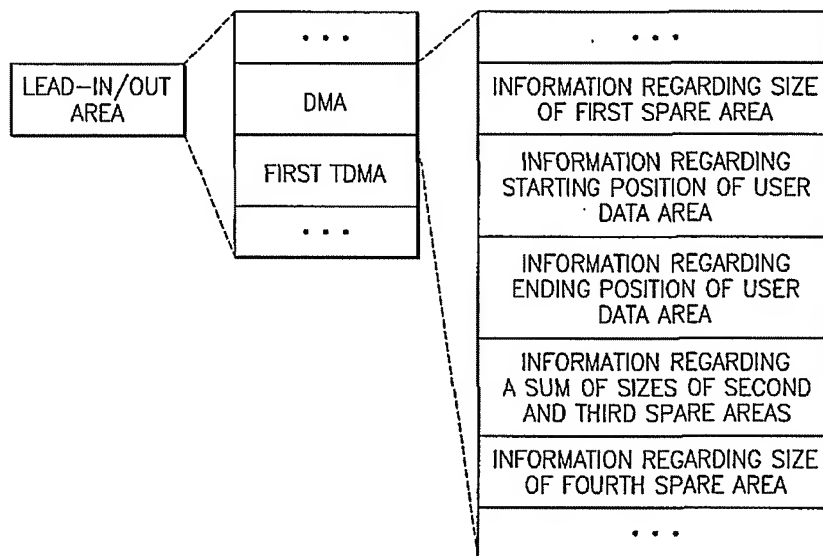 LEAD-IN/OUT
AREA
• • •
DMA
FIRST TDMA
• • •
• • •
INFORMATION REGARDING SIZE
OF FIRST SPARE AREA
INFORMATION REGARDING
STARTING POSITION OF USER
DATA AREA
INFORMATION REGARDING
ENDING POSITION OF USER
DATA AREA
INFORMATION REGARDING
A SUM OF SIZES OF SECOND
AND THIRD SPARE AREAS
INFORMATION REGARDING SIZE
OF FOURTH SPARE AREA
• • •